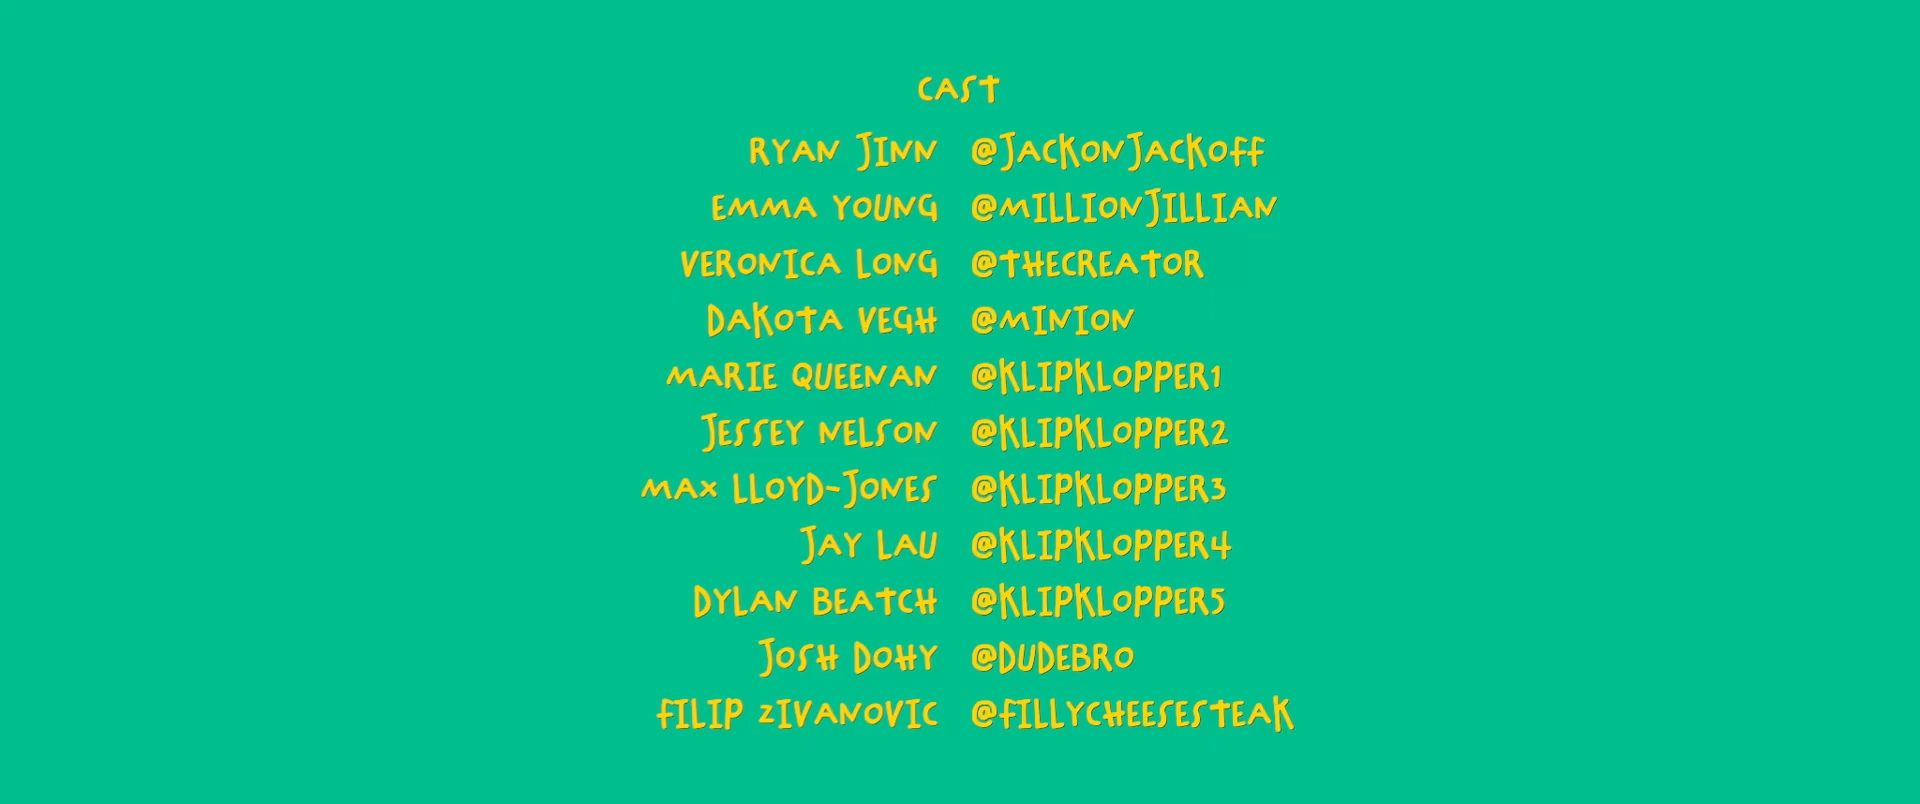 CAST
RYAN JINN @JACKONJACKOFF
EMMA YOUNG @MILLIONJILLIAN
VERONICA LONG @THECREATOR
DAKOTA VEGH @MINION
MARIE QUEENAN @KLIPKLOPPER1
JESSEY NELSON @KLIPKLOPPER2
MAX LLOYD-JONES @KLIPKLOPPER3
JAY LAU @KLIPKLOPPER4
DYLAN BEATCH @KLIPKLOPPER5
JOSH DOHY @DUDEBRO
FILIP ZIVANOVIC @FILLYCHEESESTEAK